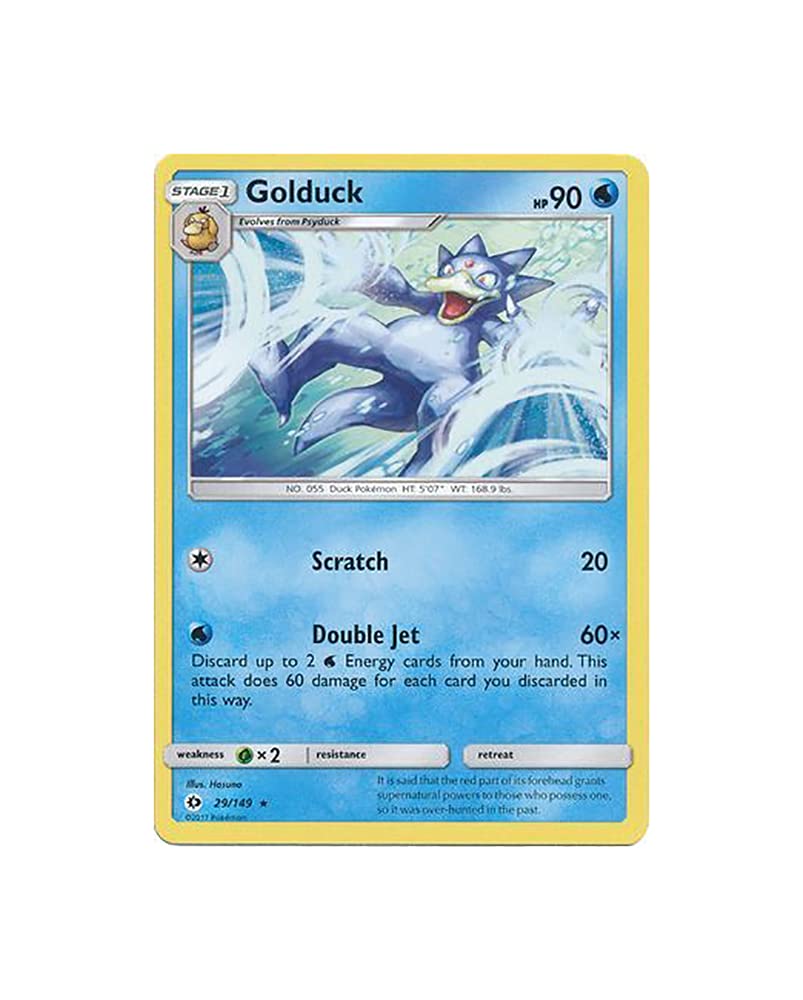 STAGE 1 Golduck HP 90
Evolves from Psyduck
NO. 055 Duck Pokémon HT: 5'07" WT: 168.9 lbs.
Scratch 20
Double Jet 60×
Discard up to 2 Energy cards from your hand. This
attack does 60 damage for each card you discarded in
this way.
weakness ×2 resistance retreat
Illus. Hasuno
29/149 ★
©2017 Pokémon
It is said that the red part of its forehead grants
supernatural powers to those who possess one,
so it was over-hunted in the past.